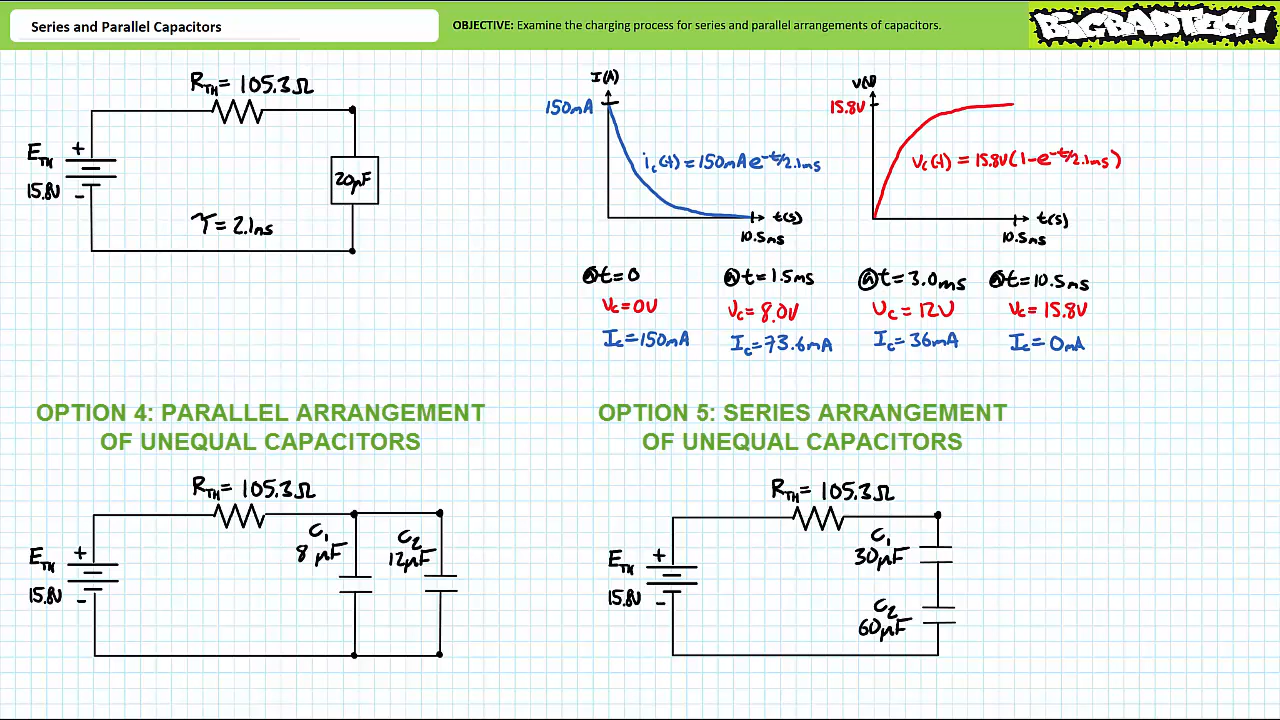 Series and Parallel Capacitors
OBJECTIVE: Examine the charging process for series and parallel arrangements of capacitors.
BIGBADTECH
R_TH = 105.3Ω
E_TH
+
15.8V
-
20μF
τ = 2.1ms
I(A)
150mA
i_c(t) = 150mAe^-t/2.1ms
t(s)
10.5ms
V(V)
15.8V
v_c(t) = 15.8V(1-e^-t/2.1ms)
t(s)
10.5ms
@t=0
V_c=0V
I_c=150mA
@t=1.5ms
V_c=8.0V
I_c=73.6mA
@t=3.0ms
V_c=12V
I_c=36mA
@t=10.5ms
V_c=15.8V
I_c=0mA
OPTION 4: PARALLEL ARRANGEMENT
OF UNEQUAL CAPACITORS
R_TH = 105.3Ω
E_TH
+
15.8V
-
C_1
8μF
C_2
12μF
OPTION 5: SERIES ARRANGEMENT
OF UNEQUAL CAPACITORS
R_TH = 105.3Ω
E_TH
+
15.8V
-
C_1
30μF
C_2
60μF